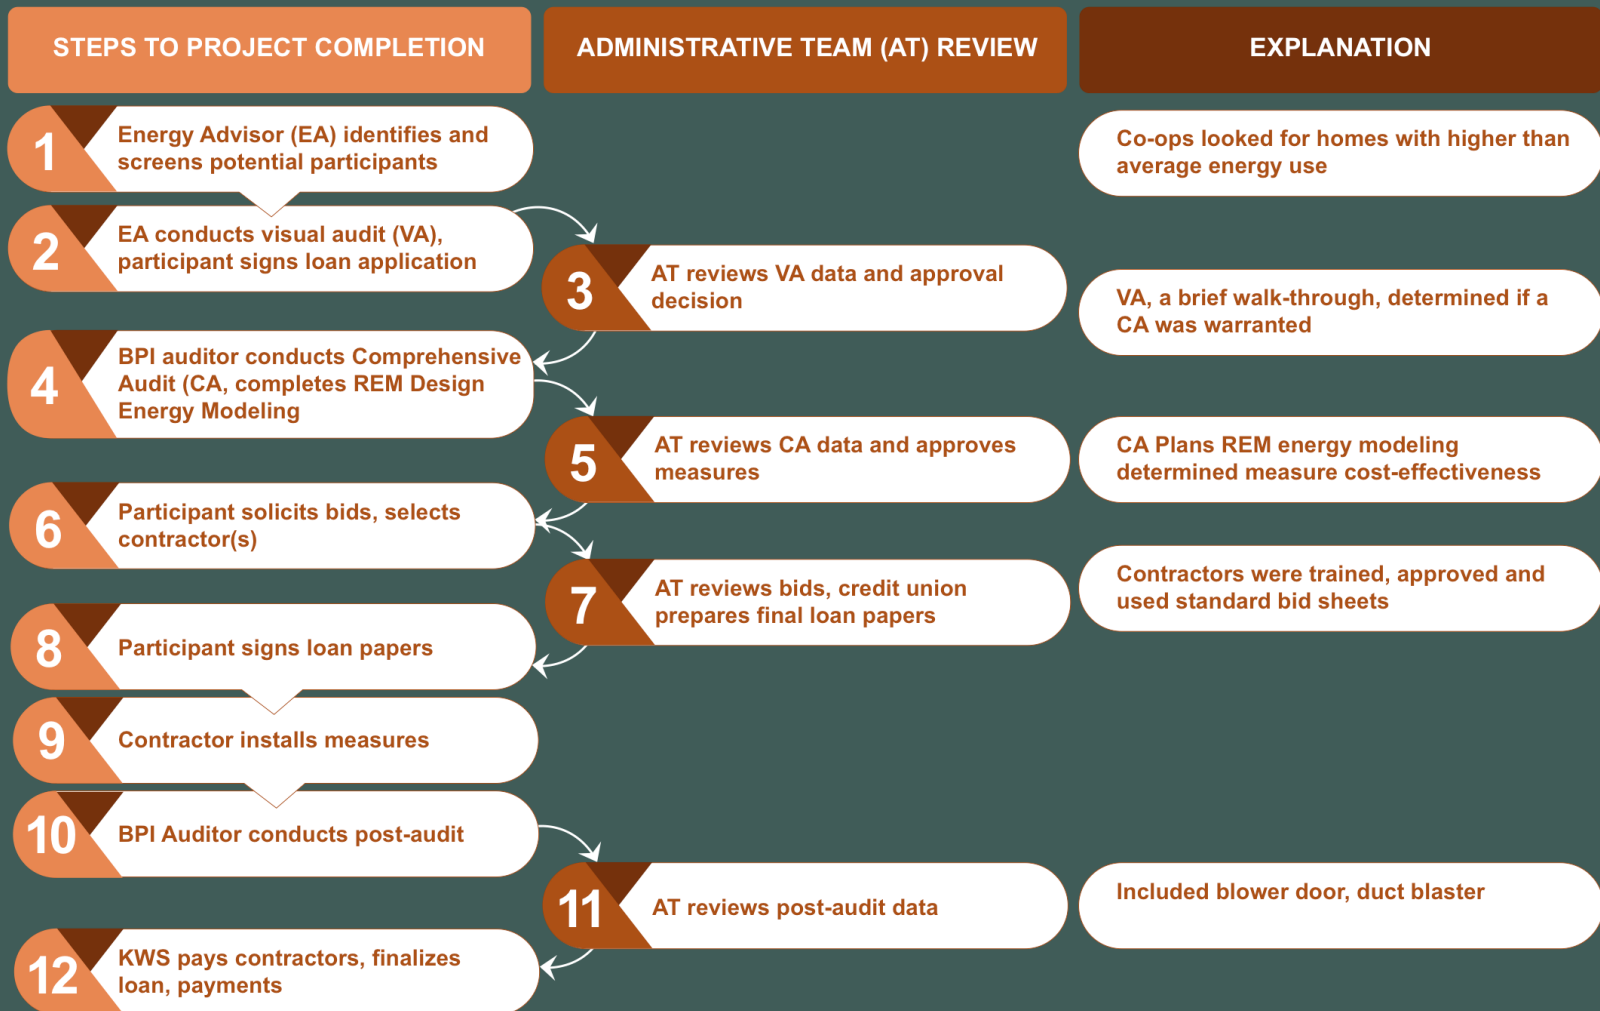 STEPS TO PROJECT COMPLETION
ADMINISTRATIVE TEAM (AT) REVIEW
EXPLANATION
1
Energy Advisor (EA) identifies and
screens potential participants
Co-ops looked for homes with higher than
average energy use
2
EA conducts visual audit (VA),
participant signs loan application
3
AT reviews VA data and approval
decision
VA, a brief walk-through, determined if a
CA was warranted
4
BPI auditor conducts Comprehensive
Audit (CA, completes REM Design
Energy Modeling
5
AT reviews CA data and approves
measures
CA Plans REM energy modeling
determined measure cost-effectiveness
6
Participant solicits bids, selects
contractor(s)
7
AT reviews bids, credit union
prepares final loan papers
Contractors were trained, approved and
used standard bid sheets
8
Participant signs loan papers
9
Contractor installs measures
10
BPI Auditor conducts post-audit
11
AT reviews post-audit data
Included blower door, duct blaster
12
KWS pays contractors, finalizes
loan, payments